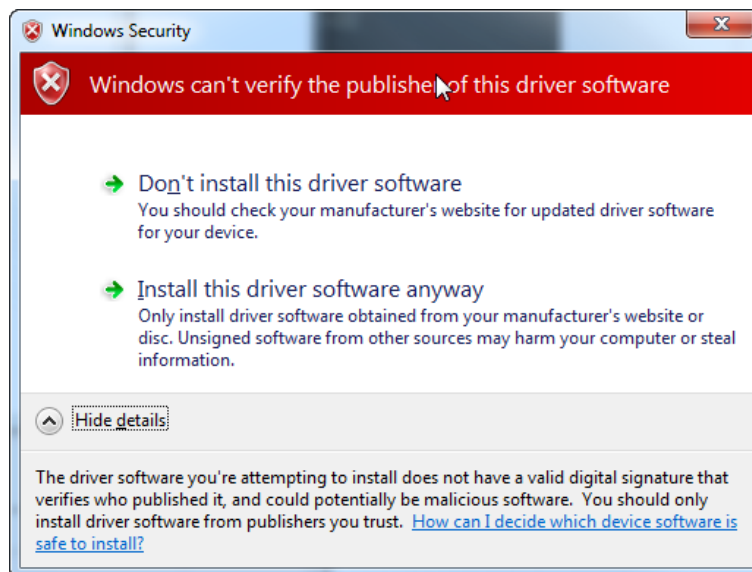 Windows Security
Windows can't verify the publisher of this driver software
Don't install this driver software
You should check your manufacturer's website for updated driver software
for your device.
Install this driver software anyway
Only install driver software obtained from your manufacturer's website or
disc. Unsigned software from other sources may harm your computer or steal
information.
Hide details
The driver software you're attempting to install does not have a valid digital signature that
verifies who published it, and could potentially be malicious software. You should only
install driver software from publishers you trust. How can I decide which device software is
safe to install?